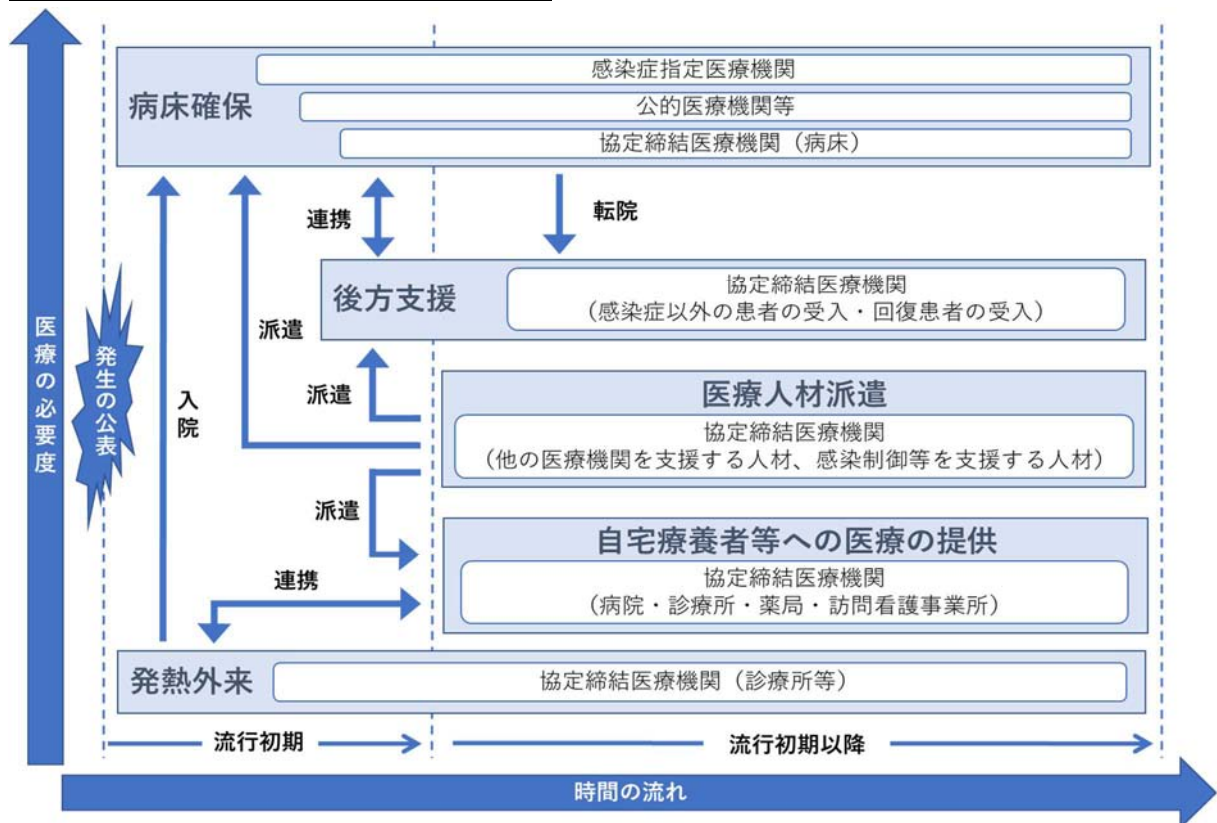 病床確保
感染症指定医療機関
公的医療機関等
協定締結医療機関（病床）
連携
転院
後方支援
協定締結医療機関
（感染症以外の患者の受入・回復患者の受入）
医療の必要度
発生の公表
入院
派遣
派遣
医療人材派遣
協定締結医療機関
（他の医療機関を支援する人材、感染制御等を支援する人材）
派遣
自宅療養者等への医療の提供
協定締結医療機関
（病院・診療所・薬局・訪問看護事業所）
連携
発熱外来
協定締結医療機関（診療所等）
流行初期
流行初期以降
時間の流れ